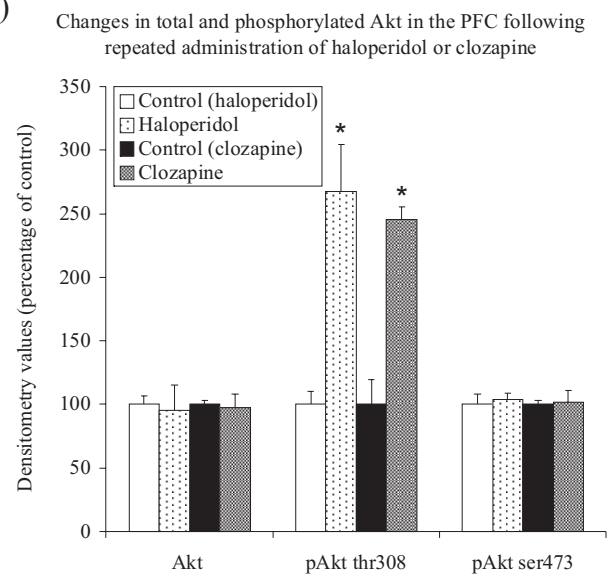 )
Changes in total and phosphorylated Akt in the PFC following
repeated administration of haloperidol or clozapine
Densitometry values (percentage of control)
350
300
250
200
150
100
50
0
Control (haloperidol)
Haloperidol
Control (clozapine)
Clozapine
*
*
Akt
pAkt thr308
pAkt ser473